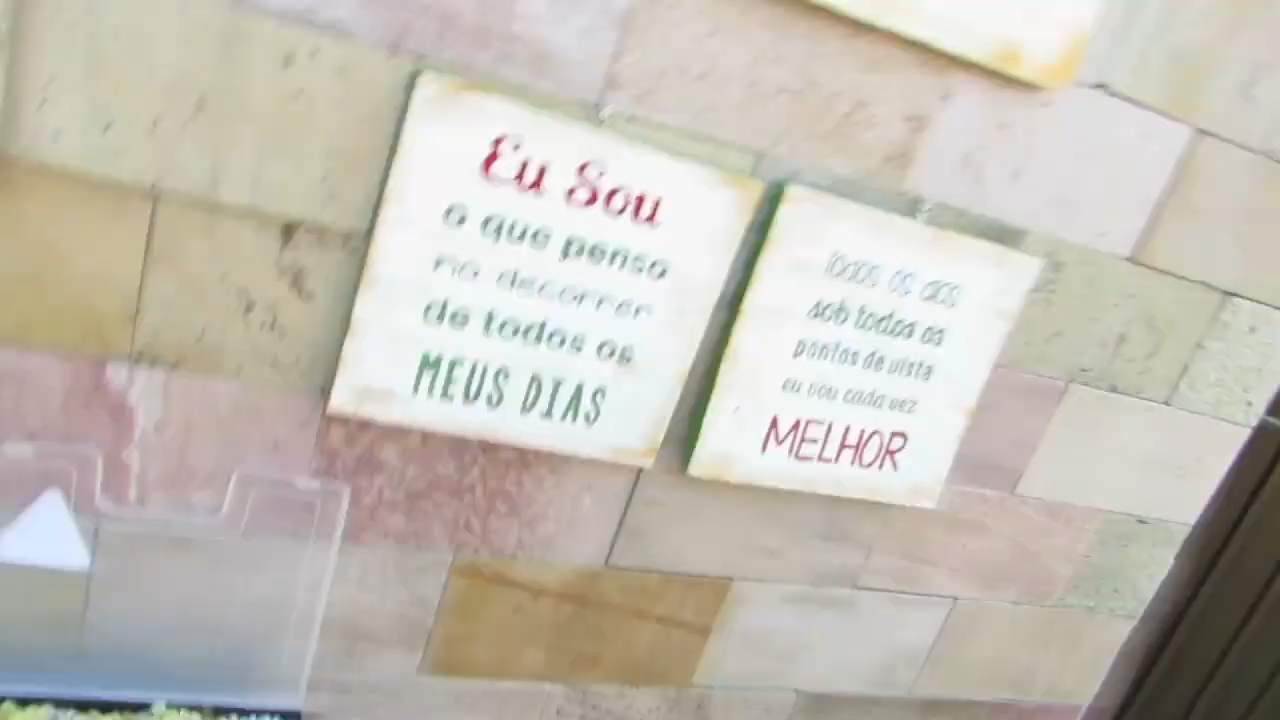 Eu Sou
o que penso
no decorrer
de todos os
MEUS DIAS
Todos os dias
sob todos os
pontos de vista
eu vou cada vez
MELHOR